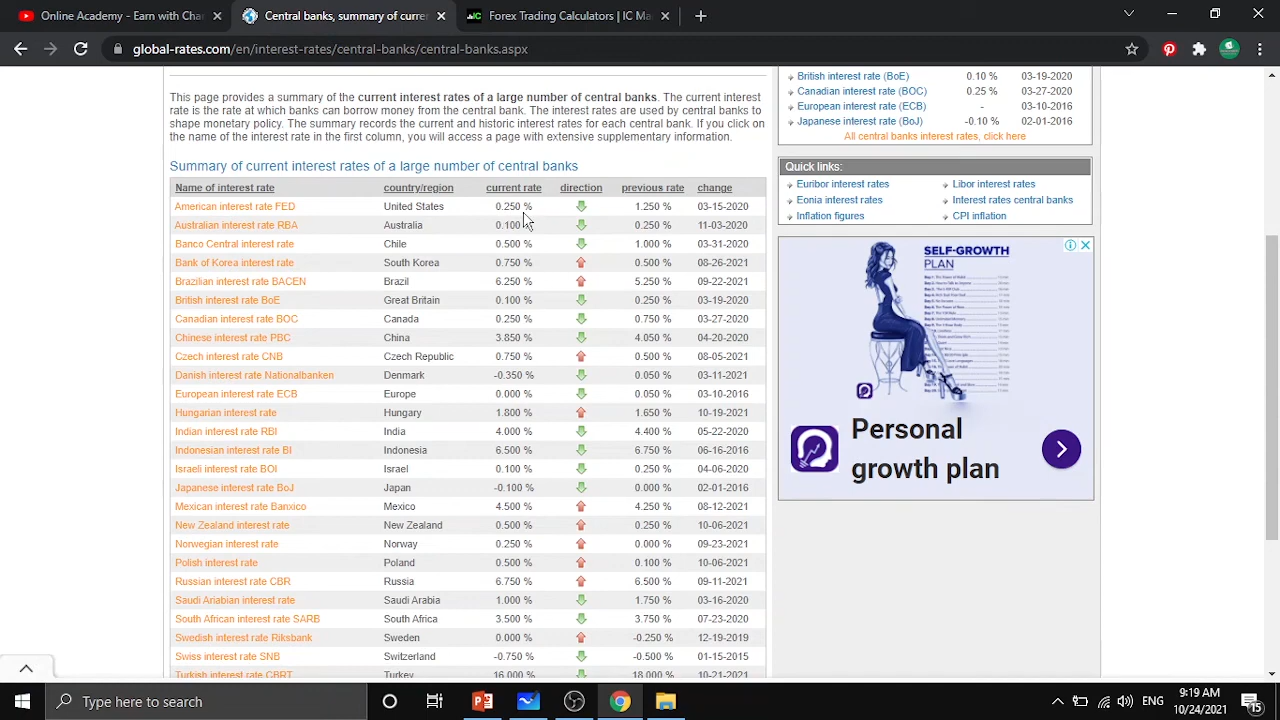 Online Video Editor Trading
Central banks - summary
Trading Calculators | IC Ma
global-rates.com/en/interest-rates/central-banks/central-banks.aspx
This page provides a summary of the current interest rates of a large number of central banks. The current interest
rate is the rate at which banks can borrow money from the central bank. The interest rates are used by central banks to
shape monetary policy. The summary records the current and historic interest rates for each central bank. If you click on
the name of the interest rate in the first column, you will access a page with extensive supplementary information.
Summary of current interest rates of a large number of central banks
Name of interest rate country/region current rate direction previous rate change
American interest rate FED United States 0.250 % 1.250 % 03-15-2020
Australian interest rate RBA Australia 0.100 % 0.250 % 11-03-2020
Banco Central interest rate Chile 0.500 % 1.000 % 03-31-2020
Bank of Korea interest rate South Korea 0.750 % 0.500 % 08-26-2021
Brazilian interest rate BACEN Brazil 6.250 % 5.250 % 09-22-2021
British interest rate BoE Great Britain 0.100 % 0.250 % 03-19-2020
Canadian interest rate BOC Canada 0.250 % 0.750 % 03-27-2020
Chinese interest rate PBC China 3.850 % 4.050 % 04-20-2020
Czech interest rate CNB Czech Republic 0.750 % 0.500 % 08-05-2021
Danish interest rate Nationalbanken Denmark 0.050 % 03-11-2021
European interest rate ECB Europe 0.000 % 0.050 % 03-10-2016
Hungarian interest rate Hungary 1.800 % 1.650 % 10-19-2021
Indian interest rate RBI India 4.000 % 4.400 % 05-22-2020
Indonesian interest rate BI Indonesia 6.500 % 6.750 % 06-16-2016
Israeli interest rate BOI Israel 0.100 % 0.250 % 04-06-2020
Japanese interest rate BoJ Japan -0.100 % 0.000 % 02-01-2016
Mexican interest rate Banxico Mexico 4.500 % 4.250 % 08-12-2021
New Zealand interest rate New Zealand 0.500 % 0.250 % 10-06-2021
Norwegian interest rate Norway 0.250 % 0.000 % 09-23-2021
Polish interest rate Poland 0.500 % 0.100 % 10-06-2021
Russian interest rate CBR Russia 6.750 % 6.500 % 09-11-2021
Saudi Ariabian interest rate Saudi Arabia 1.000 % 1.750 % 03-16-2020
South African interest rate SARB South Africa 3.500 % 3.750 % 07-23-2020
Swedish interest rate Riksbank Sweden 0.000 % -0.250 % 12-19-2019
Swiss interest rate SNB Switzerland -0.750 % -0.500 % 01-15-2015
Turkish interest rate CBRT Turkey 16.000 % 18.000 % 10-21-2021
British interest rate (BoE) 0.10 % 03-19-2020
Canadian interest rate (BOC) 0.25 % 03-27-2020
European interest rate (ECB) - 03-10-2016
Japanese interest rate (BoJ) -0.10 % 02-01-2016
All central banks interest rates, click here
Quick links:
Euribor interest rates Libor interest rates
Eonia interest rates Interest rates central banks
Inflation figures CPI inflation
SELF-GROWTH
PLAN
Personal
growth plan
Type here to search
ENG
9:19 AM
10/24/2021
15